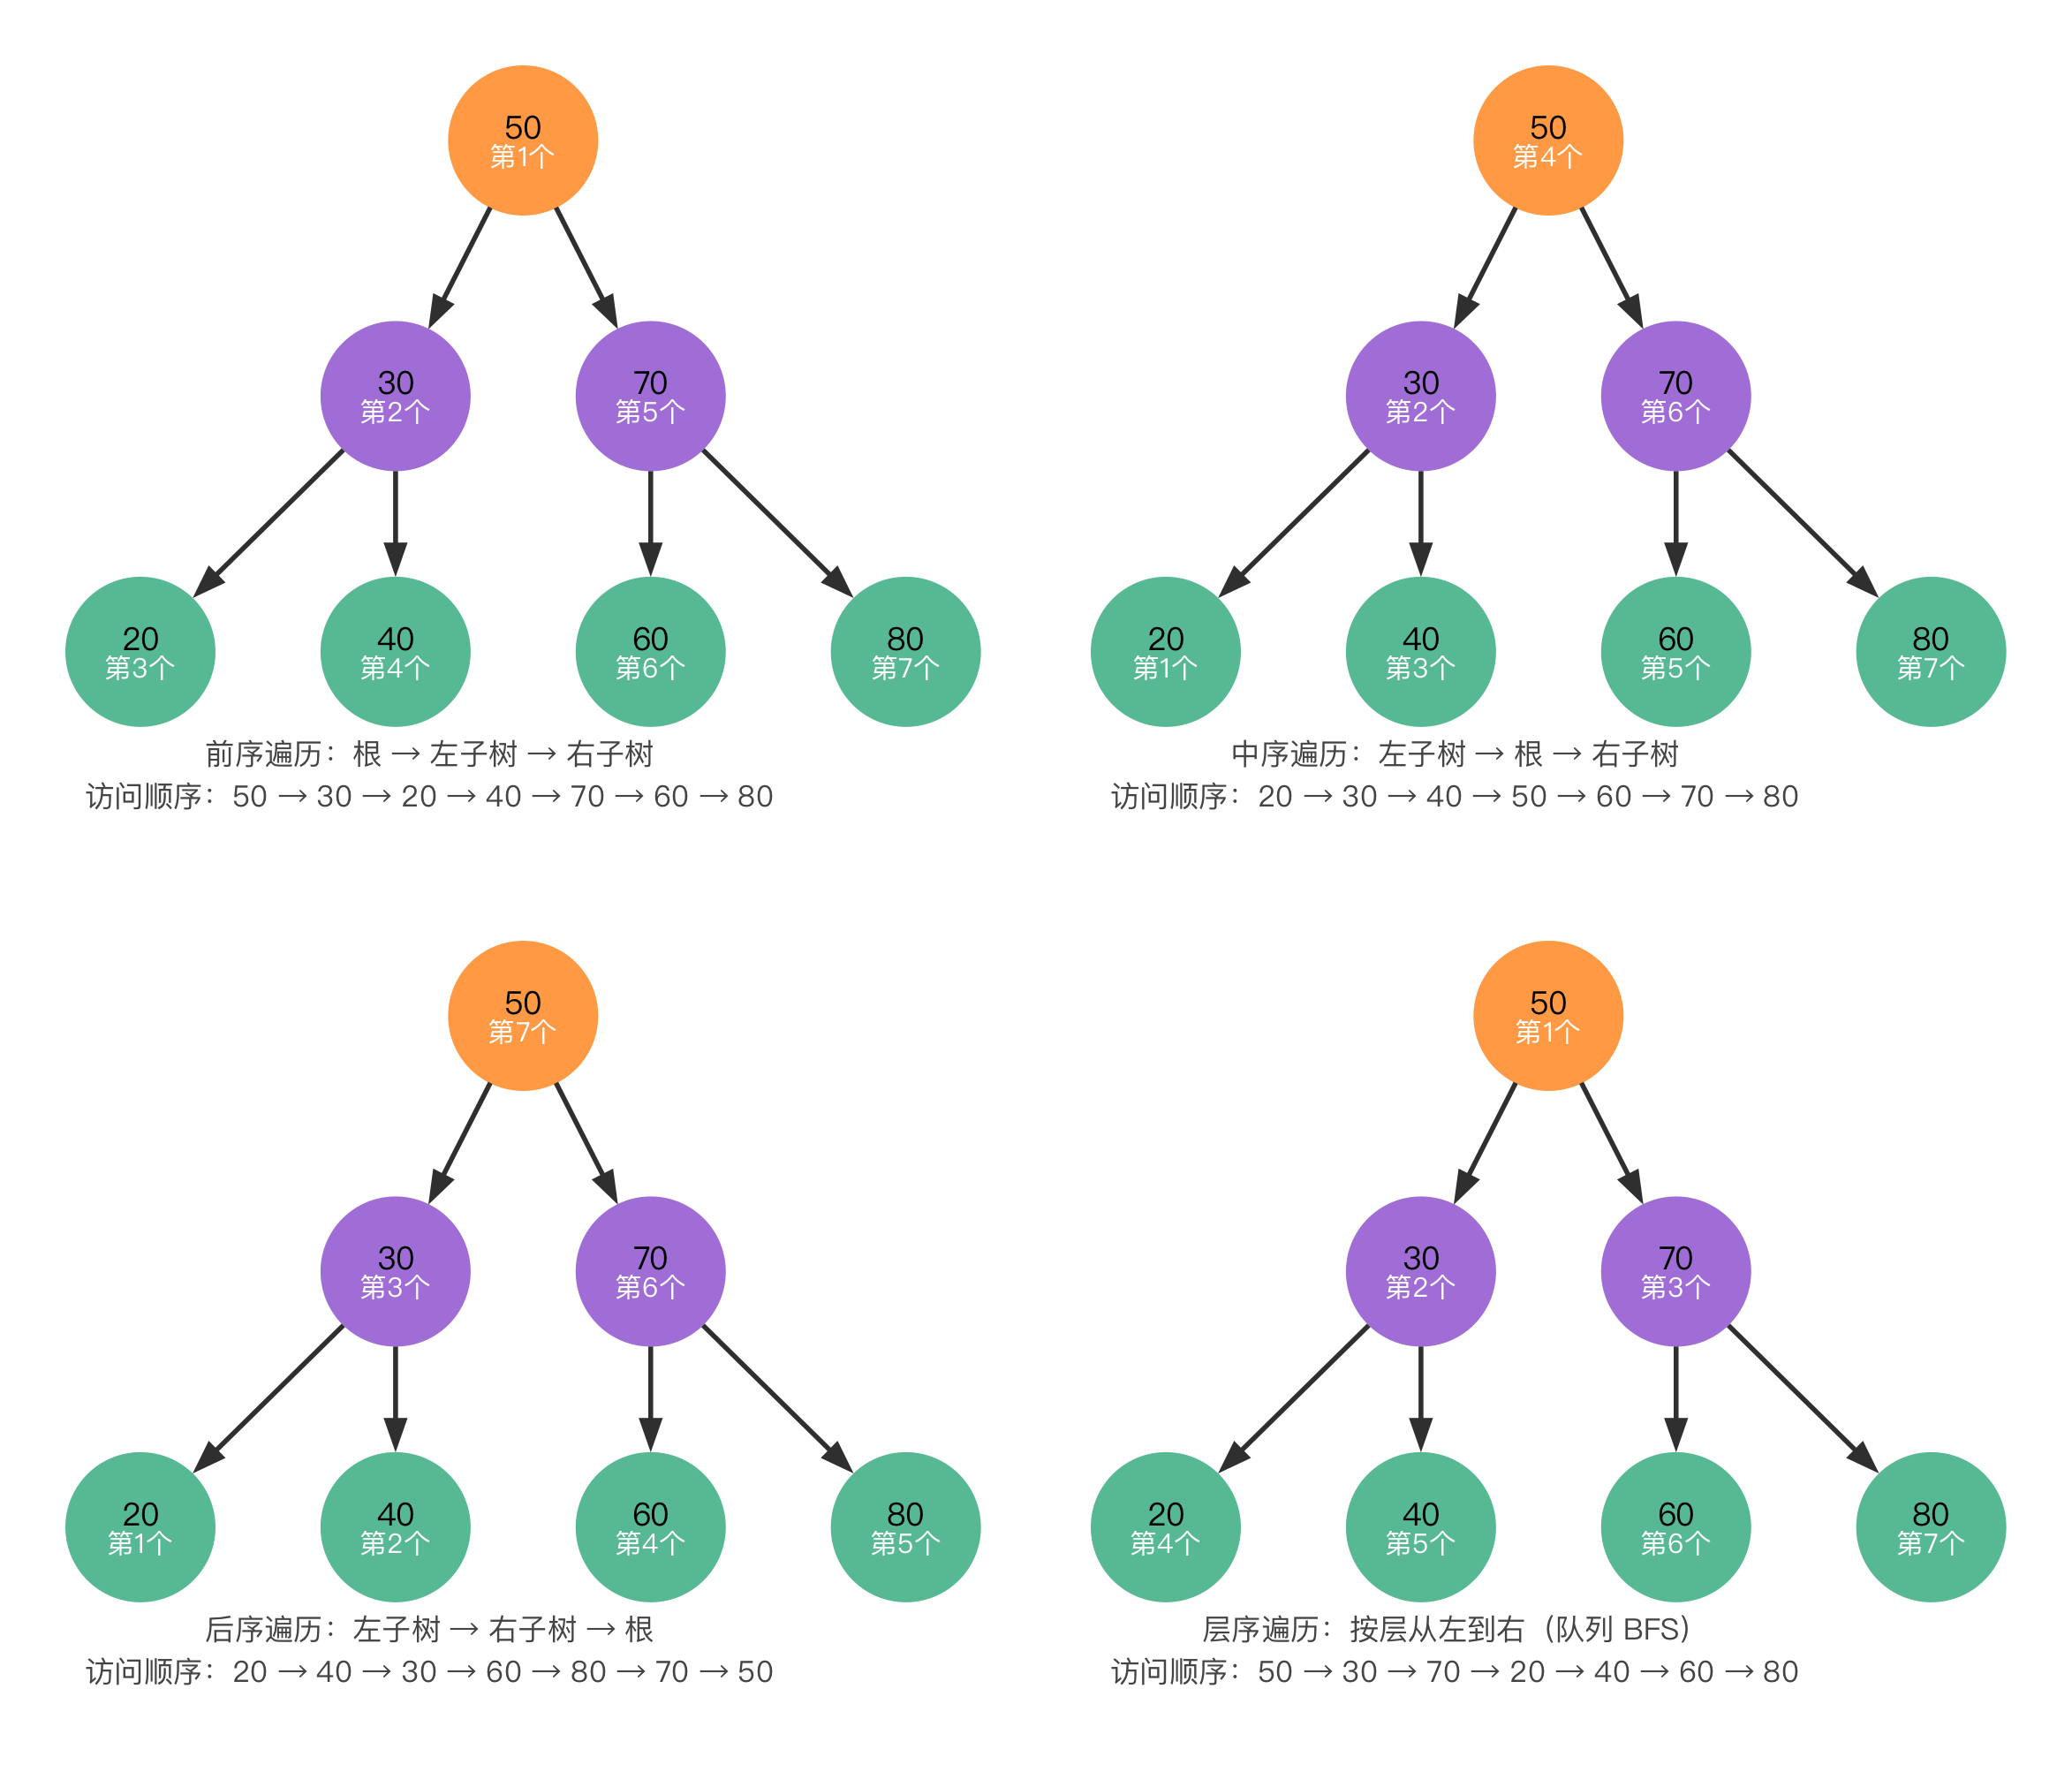 50
第1个
30
第2个
70
第5个
20
第3个
40
第4个
60
第6个
80
第7个
前序遍历：根 → 左子树 → 右子树
访问顺序：50 → 30 → 20 → 40 → 70 → 60 → 80
50
第4个
30
第2个
70
第6个
20
第1个
40
第3个
60
第5个
80
第7个
中序遍历：左子树 → 根 → 右子树
访问顺序：20 → 30 → 40 → 50 → 60 → 70 → 80
50
第7个
30
第3个
70
第6个
20
第1个
40
第2个
60
第4个
80
第5个
后序遍历：左子树 → 右子树 → 根
访问顺序：20 → 40 → 30 → 60 → 80 → 70 → 50
50
第1个
30
第2个
70
第3个
20
第4个
40
第5个
60
第6个
80
第7个
层序遍历：按层从左到右（队列 BFS）
访问顺序：50 → 30 → 70 → 20 → 40 → 60 → 80